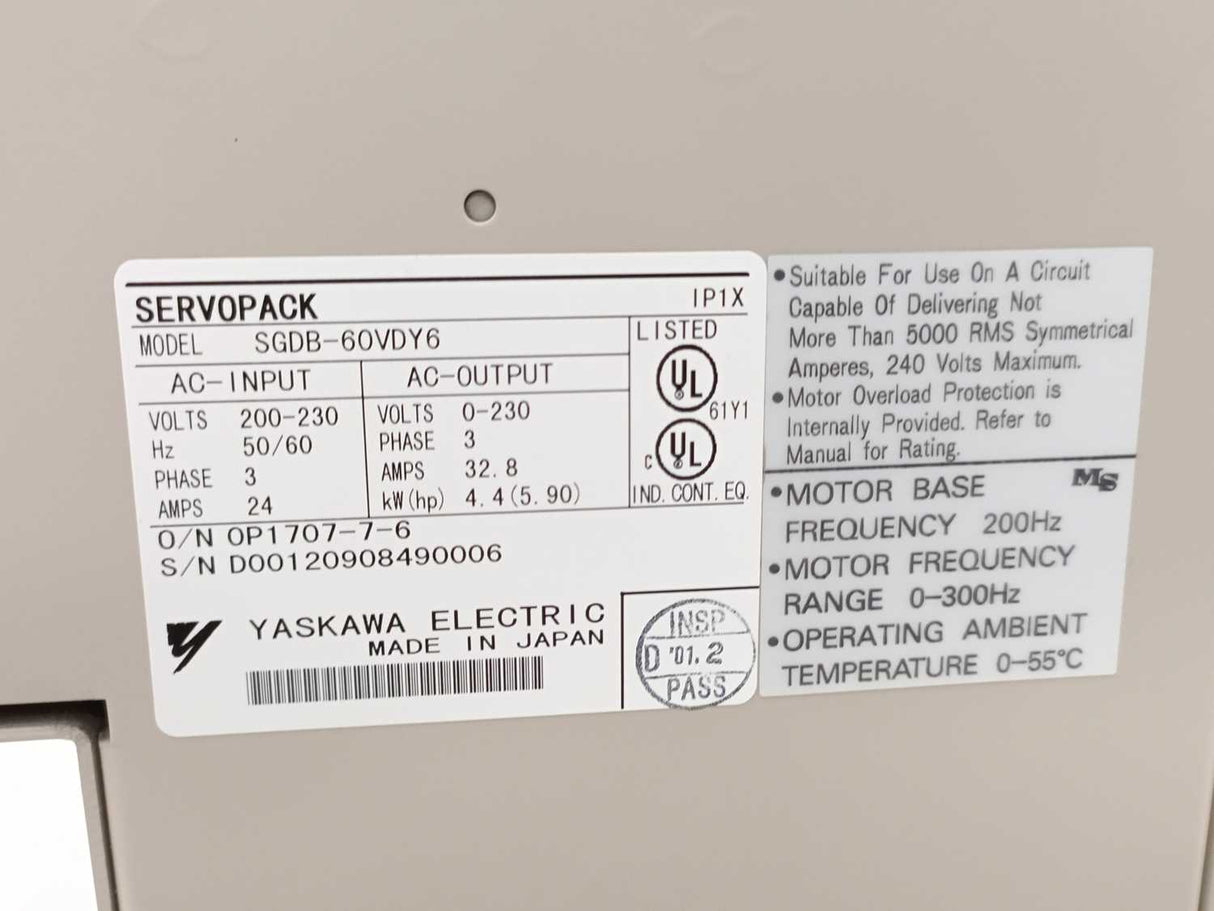 SERVOPACK IP1X
MODEL SGDB-60VDY6
AC-INPUT AC-OUTPUT
VOLTS 200-230 VOLTS 0-230
Hz 50/60 PHASE 3
PHASE 3 AMPS 32.8
AMPS 24 kW(hp) 4.4(5.90)
LISTED
UL
61Y1
c UL
IND. CONT. EQ.
O/N OP1707-7-6
S/N D00120908490006
YASKAWA ELECTRIC
MADE IN JAPAN
INSP
D '01.2
PASS
•Suitable For Use On A Circuit
Capable Of Delivering Not
More Than 5000 RMS Symmetrical
Amperes, 240 Volts Maximum.
•Motor Overload Protection is
Internally Provided. Refer to
Manual for Rating.
MS
•MOTOR BASE
FREQUENCY 200Hz
•MOTOR FREQUENCY
RANGE 0-300Hz
•OPERATING AMBIENT
TEMPERATURE 0-55°C